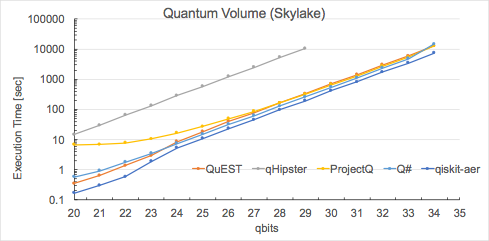 Quantum Volume (Skylake)
100000
10000
1000
100
10
1
0.1
Execution Time [sec]
QuEST qHipster ProjectQ Q# qiskit-aer
20 21 22 23 24 25 26 27 28 29 30 31 32 33 34 35
qbits